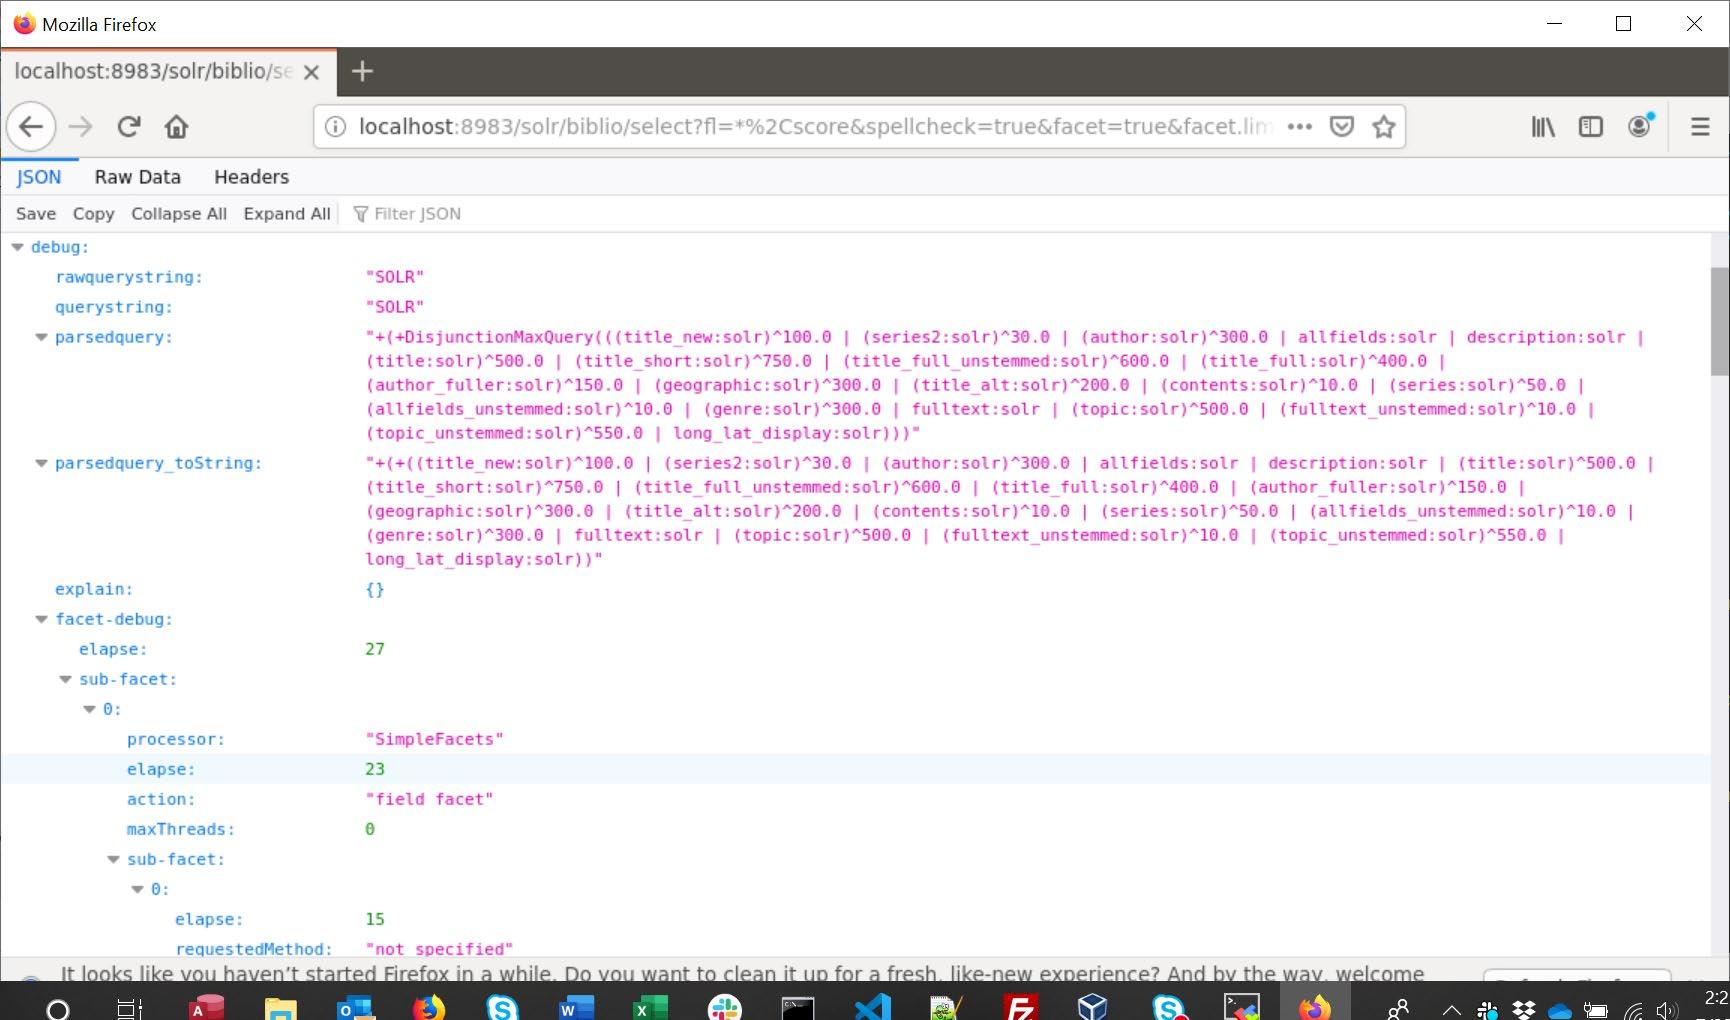 Mozilla Firefox
localhost:8983/solr/biblio/se
localhost:8983/solr/biblio/select?fl=*%2Cscore&spellcheck=true&facet=true&facet.lim
JSON Raw Data Headers
Save Copy Collapse All Expand All Filter JSON
debug:
rawquerystring: "SOLR"
querystring: "SOLR"
parsedquery: "+(+DisjunctionMaxQuery(((title_new:solr)^100.0 | (series2:solr)^30.0 | (author:solr)^300.0 | allfields:solr | description:solr |
(title:solr)^500.0 | (title_short:solr)^750.0 | (title_full_unstemmed:solr)^600.0 | (title_full:solr)^400.0 |
(author_fuller:solr)^150.0 | (geographic:solr)^300.0 | (title_alt:solr)^200.0 | (contents:solr)^10.0 | (series:solr)^50.0 |
(allfields_unstemmed:solr)^10.0 | (genre:solr)^300.0 | fulltext:solr | (topic:solr)^500.0 | (fulltext_unstemmed:solr)^10.0 |
(topic_unstemmed:solr)^550.0 | long_lat_display:solr)))"
parsedquery_toString: "+(+((title_new:solr)^100.0 | (series2:solr)^30.0 | (author:solr)^300.0 | allfields:solr | description:solr | (title:solr)^500.0 |
(title_short:solr)^750.0 | (title_full_unstemmed:solr)^600.0 | (title_full:solr)^400.0 | (author_fuller:solr)^150.0 |
(geographic:solr)^300.0 | (title_alt:solr)^200.0 | (contents:solr)^10.0 | (series:solr)^50.0 | (allfields_unstemmed:solr)^10.0 |
(genre:solr)^300.0 | fulltext:solr | (topic:solr)^500.0 | (fulltext_unstemmed:solr)^10.0 | (topic_unstemmed:solr)^550.0 |
long_lat_display:solr))"
explain: {}
facet-debug:
elapse: 27
sub-facet:
0:
processor: "SimpleFacets"
elapse: 23
action: "field facet"
maxThreads: 0
sub-facet:
0:
elapse: 15
requestedMethod: "not specified"
It looks like you haven't started Firefox in a while. Do you want to clean it up for a fresh, like-new experience? And by the way, welcome
2:2